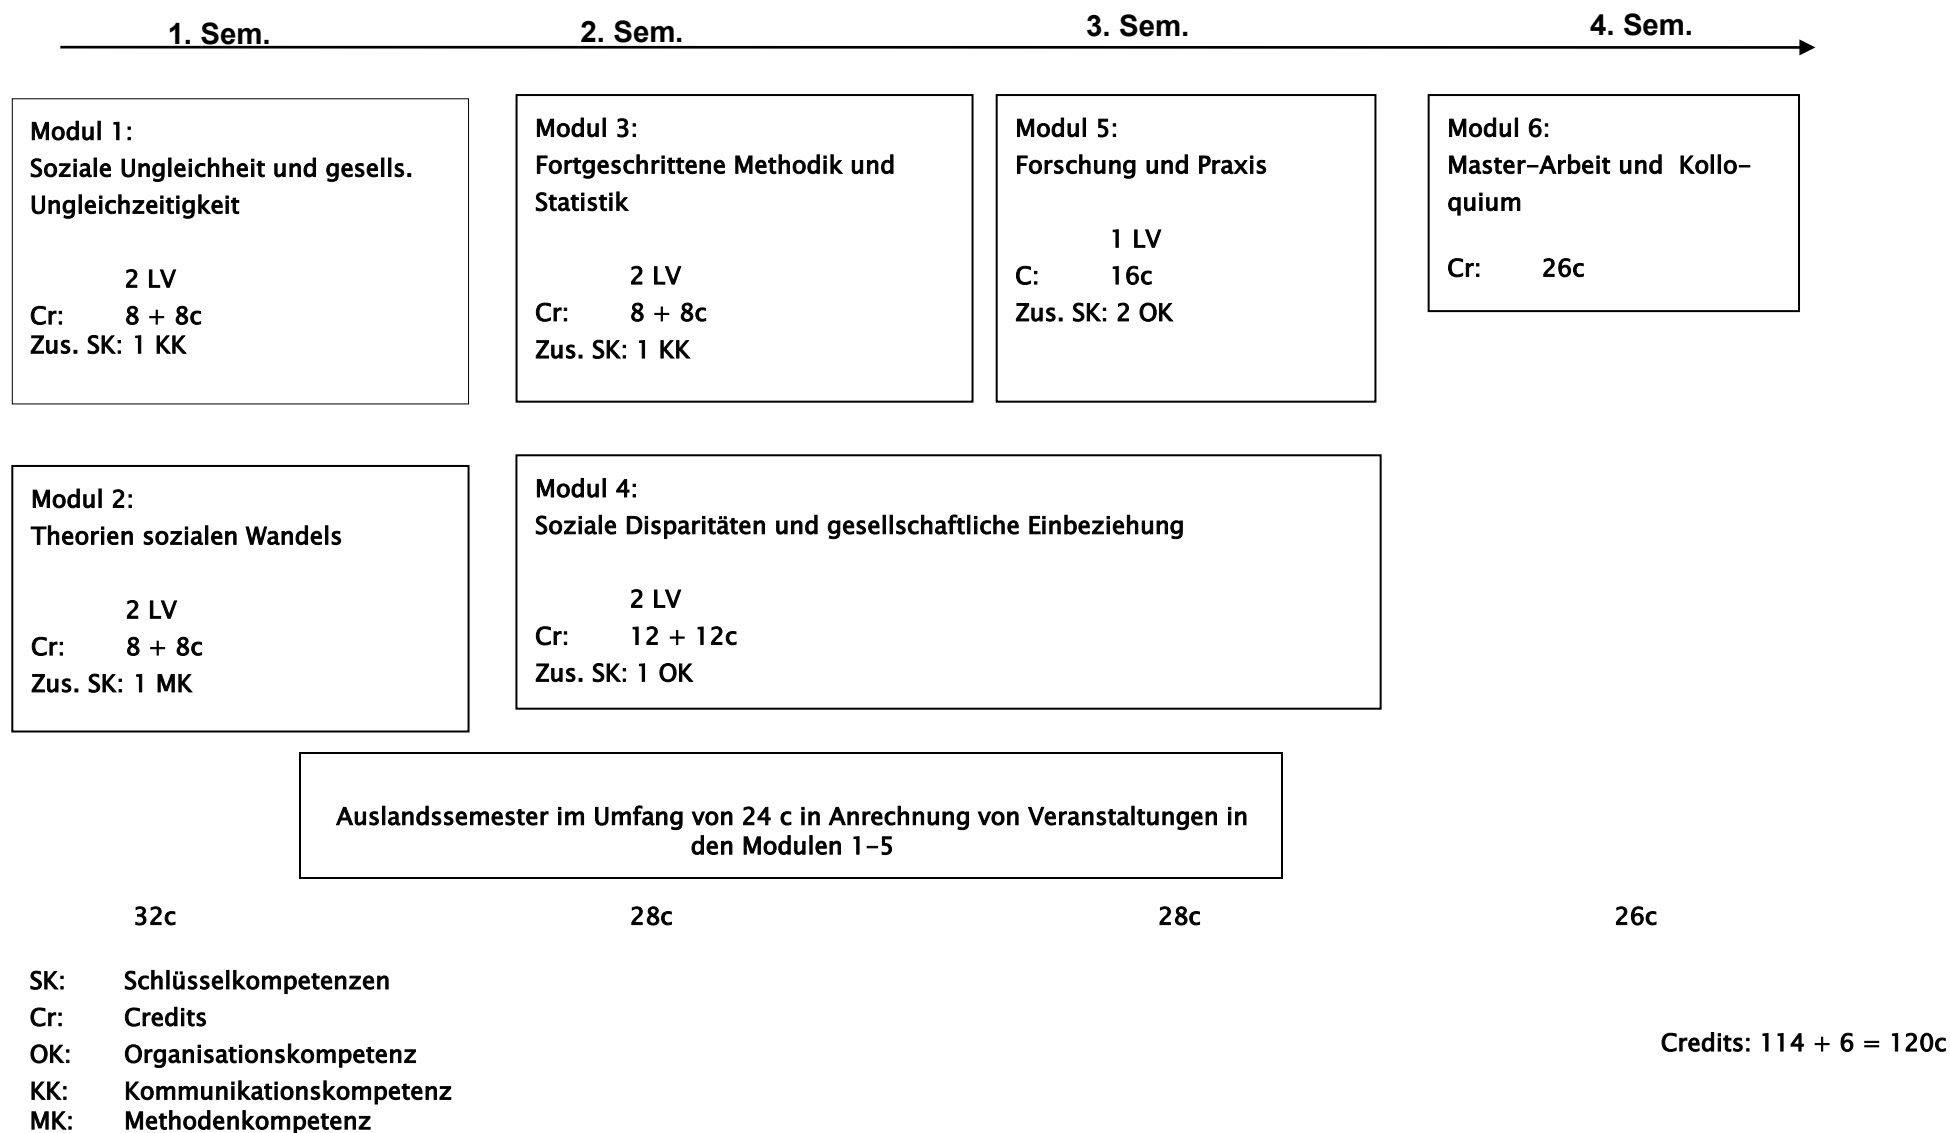 1. Sem.
2. Sem.
3. Sem.
4. Sem.
Modul 1:
Soziale Ungleichheit und gesells.
Ungleichzeitigkeit
2 LV
Cr: 8 + 8c
Zus. SK: 1 KK
Modul 3:
Fortgeschrittene Methodik und
Statistik
2 LV
Cr: 8 + 8c
Zus. SK: 1 KK
Modul 5:
Forschung und Praxis
1 LV
C: 16c
Zus. SK: 2 OK
Modul 6:
Master-Arbeit und Kollo-
quium
Cr: 26c
Modul 2:
Theorien sozialen Wandels
2 LV
Cr: 8 + 8c
Zus. SK: 1 MK
Modul 4:
Soziale Disparitäten und gesellschaftliche Einbeziehung
2 LV
Cr: 12 + 12c
Zus. SK: 1 OK
Auslandssemester im Umfang von 24 c in Anrechnung von Veranstaltungen in
den Modulen 1-5
32c
28c
28c
26c
SK: Schlüsselkompetenzen
Cr: Credits
OK: Organisationskompetenz
KK: Kommunikationskompetenz
MK: Methodenkompetenz
Credits: 114 + 6 = 120c